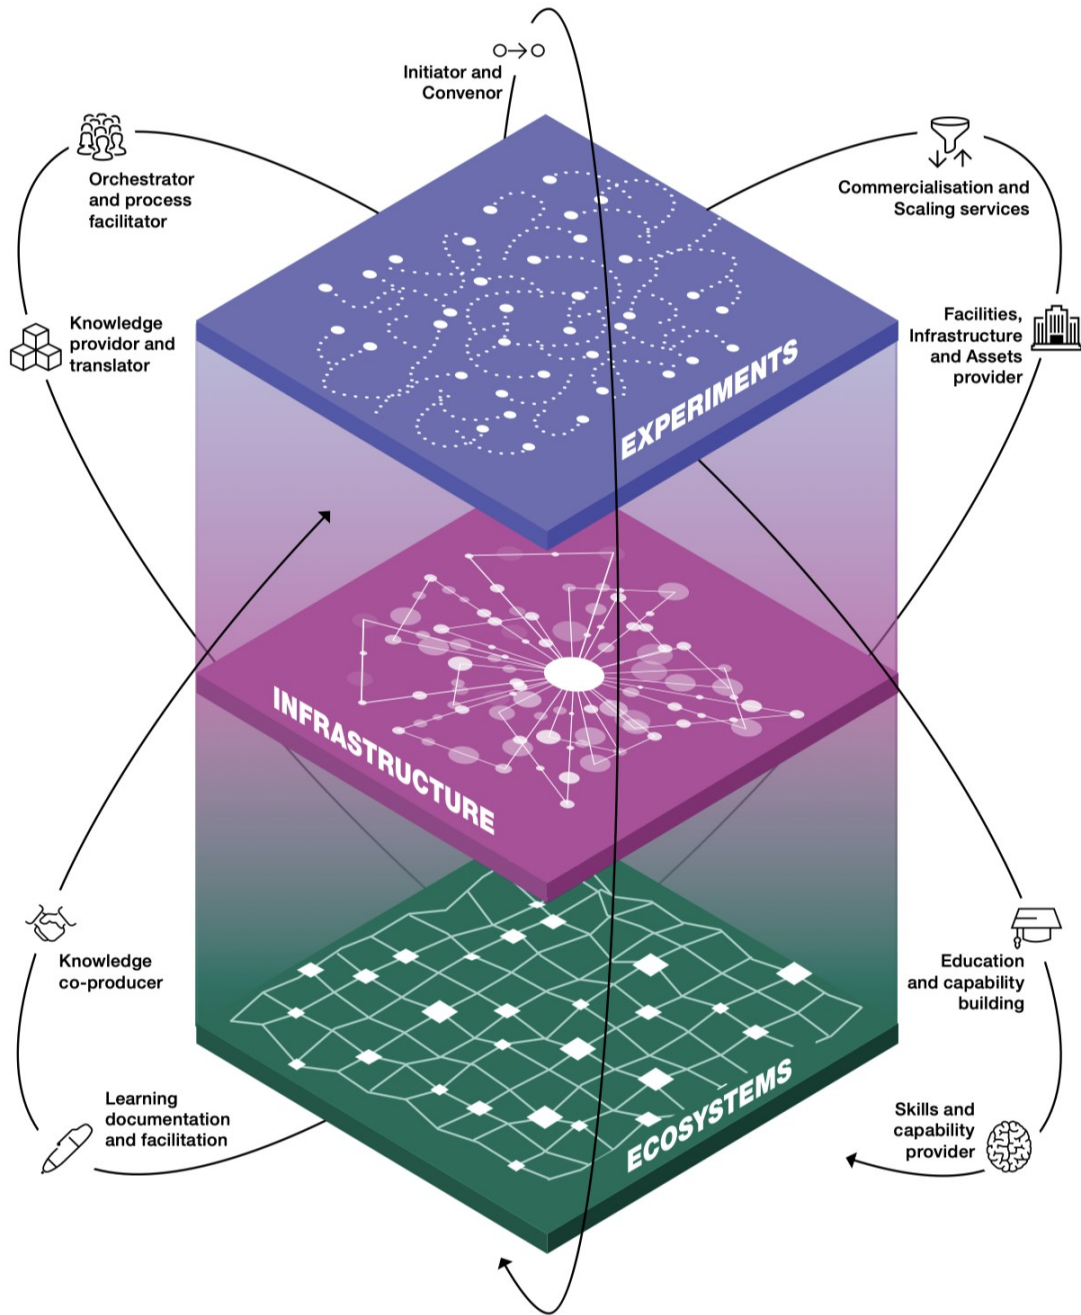 Initiator and
Convenor
Orchestrator
and process
facilitator
Commercialisation and
Scaling services
Knowledge
providor and
translator
Facilities,
Infrastructure
and Assets
provider
EXPERIMENTS
INFRASTRUCTURE
Knowledge
co-producer
Education
and capability
building
Learning
documentation
and facilitation
Skills and
capability
provider
ECOSYSTEMS